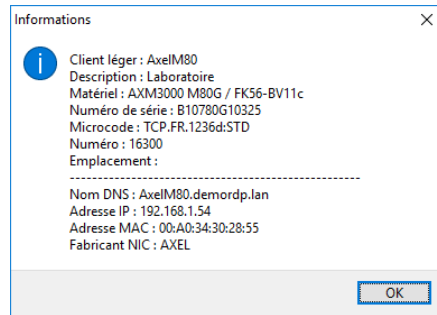 Informations
Client léger : AxelM80
Description : Laboratoire
Matériel : AXM3000 M80G / FK56-BV11c
Numéro de série : B10780G10325
Microcode : TCP.FR.1236d:STD
Numéro : 16300
Emplacement :
-----------------------------------------------------
Nom DNS : AxelM80.demordp.lan
Adresse IP : 192.168.1.54
Adresse MAC : 00:A0:34:30:28:55
Fabricant NIC : AXEL
OK